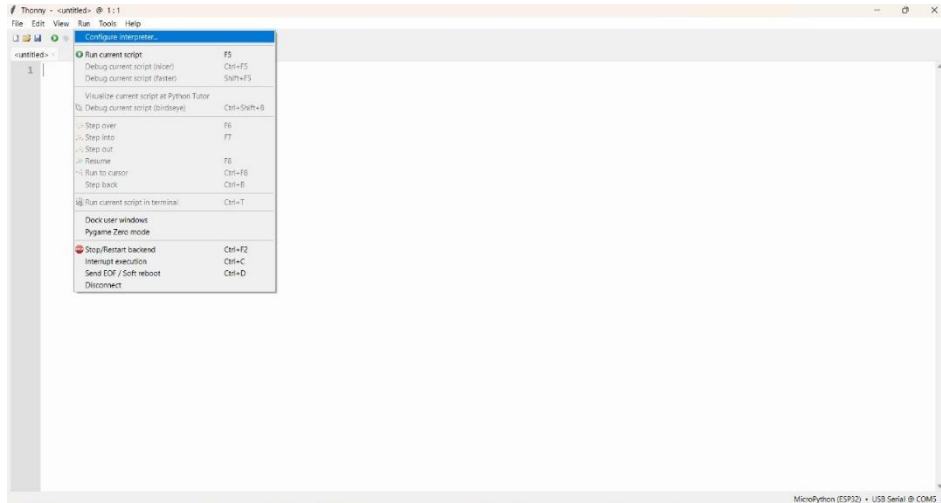 Thonny - <untitled> @ 1:1
File Edit View Run Tools Help
<untitled>
1
Configure interpreter...
Run current script F5
Debug current script (nicer) Ctrl+F5
Debug current script (faster) Shift+F5
Visualize current script at Python Tutor
Debug current script (birdseye) Ctrl+Shift+B
Step over F6
Step into F7
Step out
Resume F8
Run to cursor Ctrl+F8
Step back Ctrl+B
Run current script in terminal Ctrl+T
Dock user windows
Pygame Zero mode
Stop/Restart backend Ctrl+F2
Interrupt execution Ctrl+C
Send EOF / Soft reboot Ctrl+D
Disconnect
MicroPython (ESP32) • USB Serial @ COM5